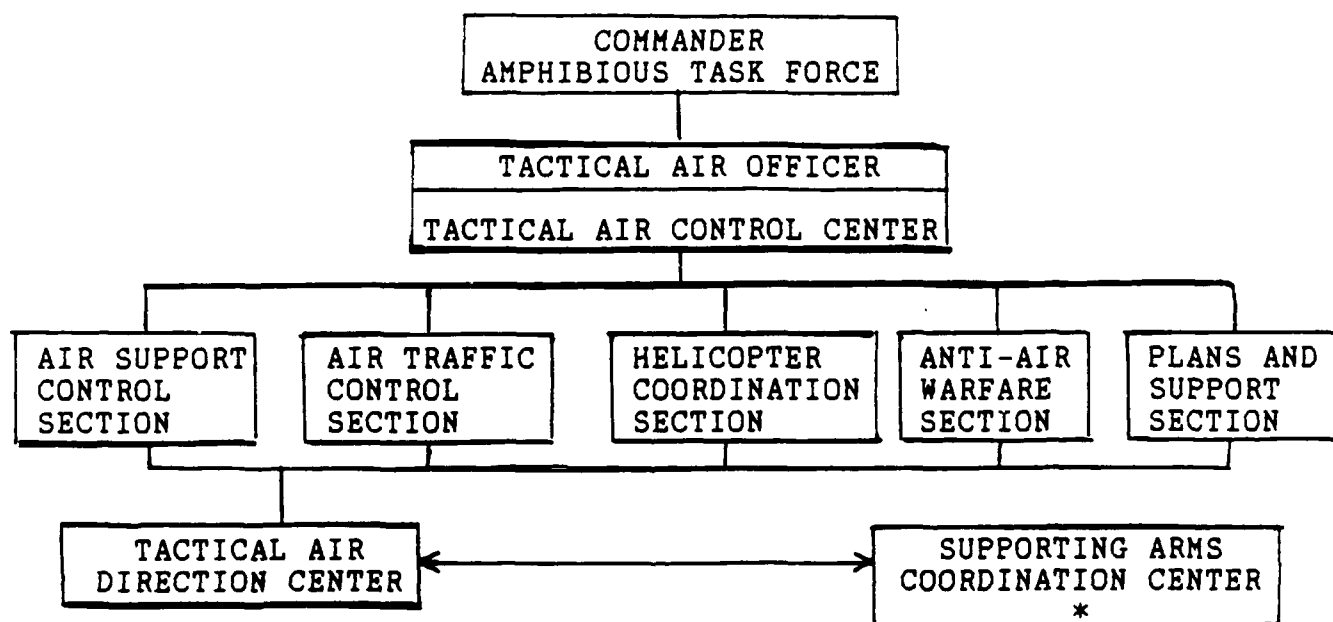 COMMANDER
AMPHIBIOUS TASK FORCE
TACTICAL AIR OFFICER
TACTICAL AIR CONTROL CENTER
AIR SUPPORT
CONTROL
SECTION
AIR TRAFFIC
CONTROL
SECTION
HELICOPTER
COORDINATION
SECTION
ANTI-AIR
WARFARE
SECTION
PLANS AND
SUPPORT
SECTION
TACTICAL AIR
DIRECTION CENTER
SUPPORTING ARMS
COORDINATION CENTER
*